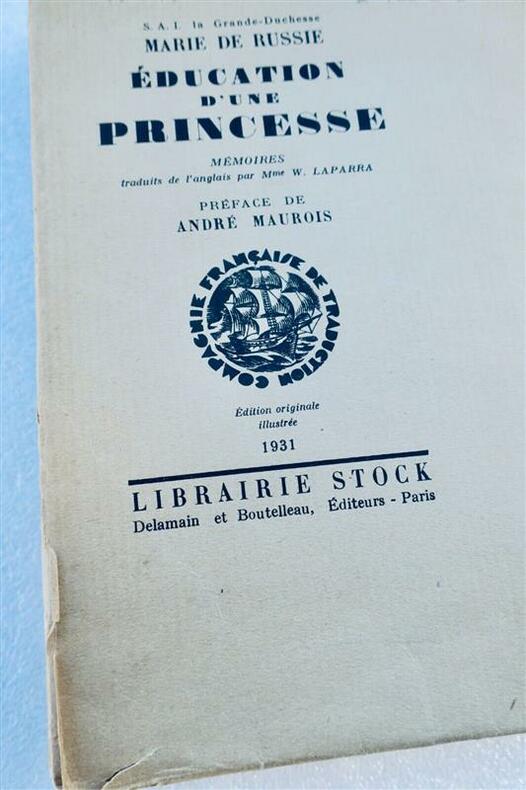 S. A. I. la Grande-Duchesse
MARIE DE RUSSIE
ÉDUCATION
D'UNE
PRINCESSE
MÉMOIRES
traduits de l'anglais par Mme W. LAPARRA
PRÉFACE DE
ANDRÉ MAUROIS
COMPAGNIE FRANÇAISE DE TRADUCTION
Édition originale
illustrée
1931
LIBRAIRIE STOCK
Delamain et Boutelleau, Éditeurs - Paris